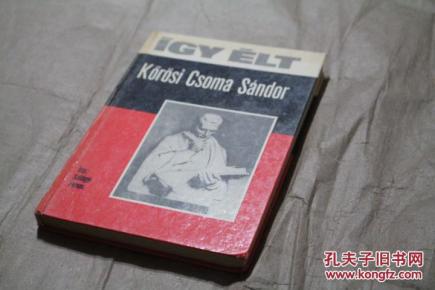 ÍGY ÉLT
Kőrösi Csoma Sándor
孔夫子旧书网
www.kongfz.com